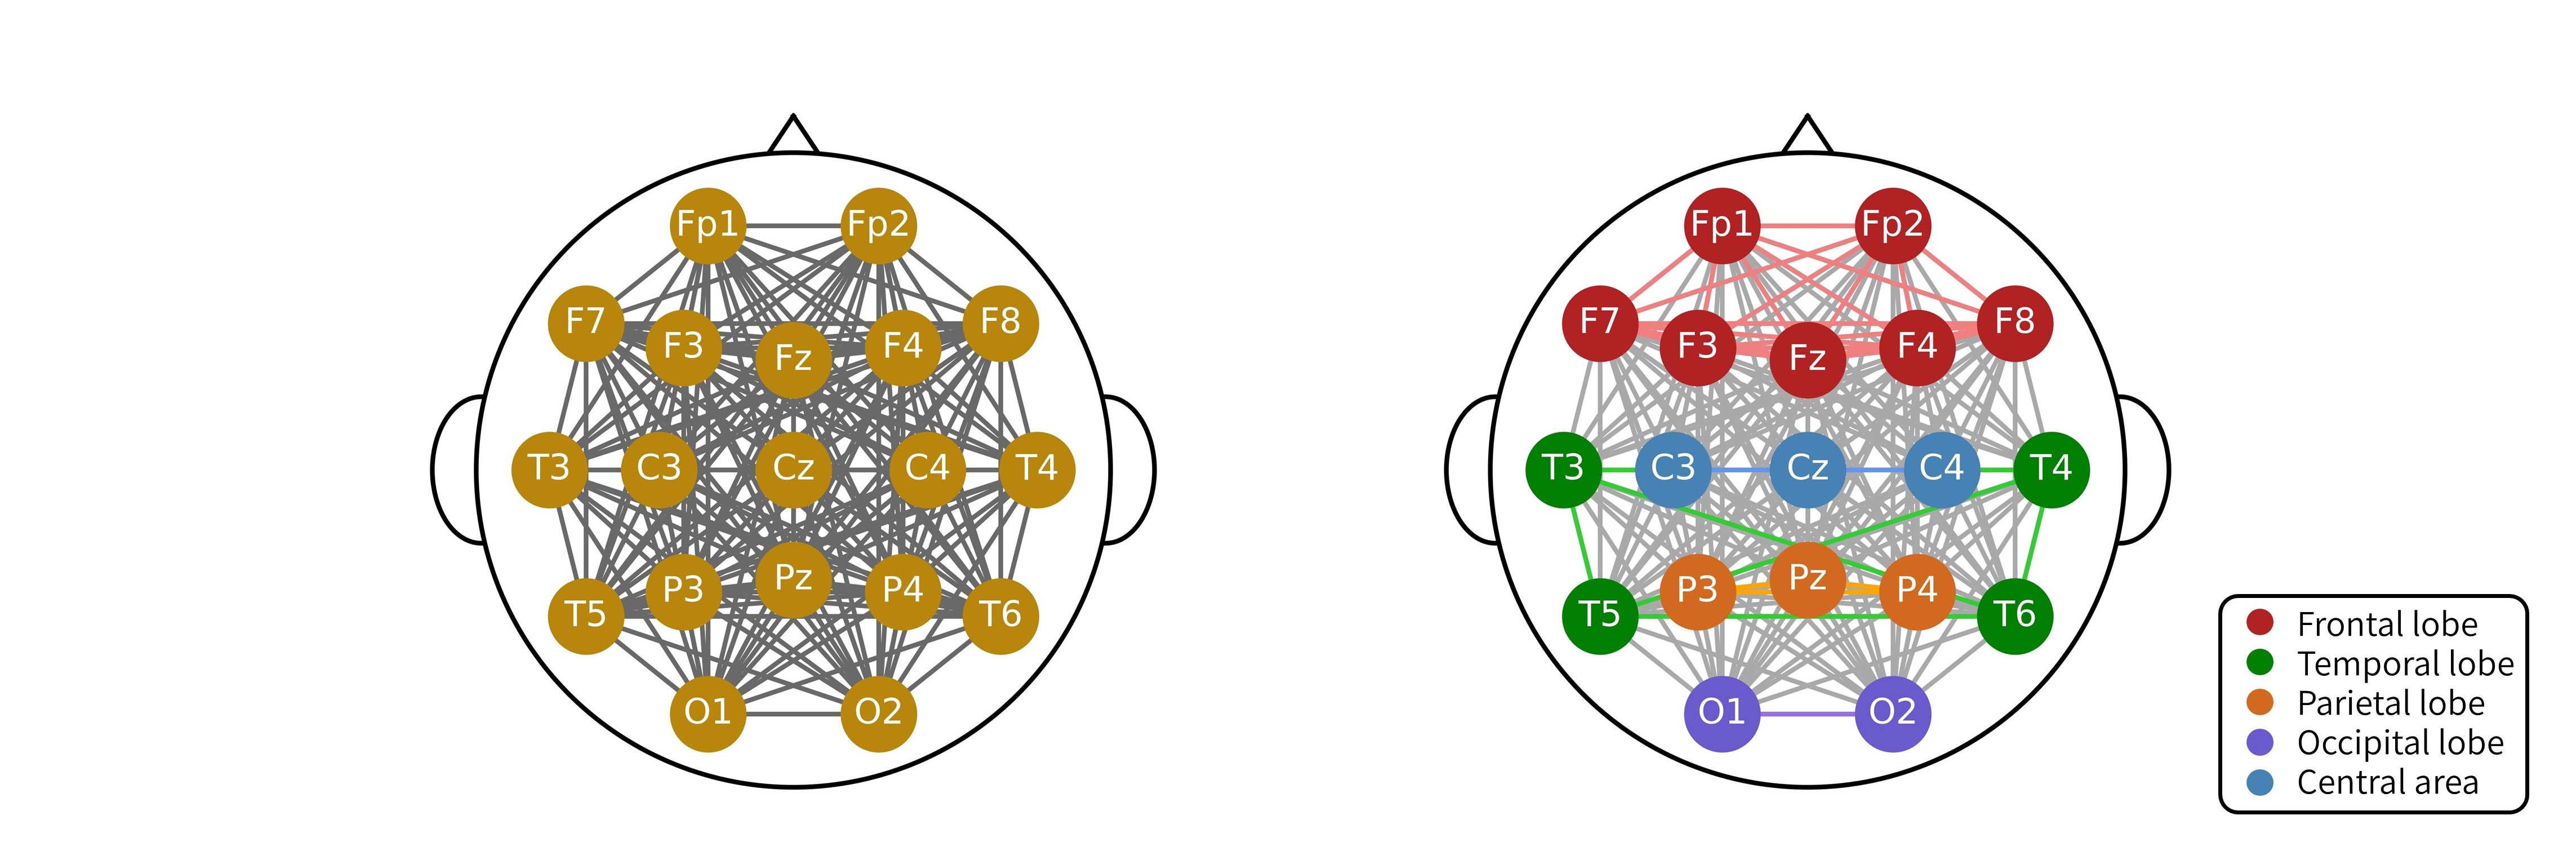 Fp1 Fp2
F7 F3 Fz F4 F8
T3 C3 Cz C4 T4
T5 P3 Pz P4 T6
O1 O2
Fp1 Fp2
F7 F3 Fz F4 F8
T3 C3 Cz C4 T4
T5 P3 Pz P4 T6
O1 O2
Frontal lobe
Temporal lobe
Parietal lobe
Occipital lobe
Central area